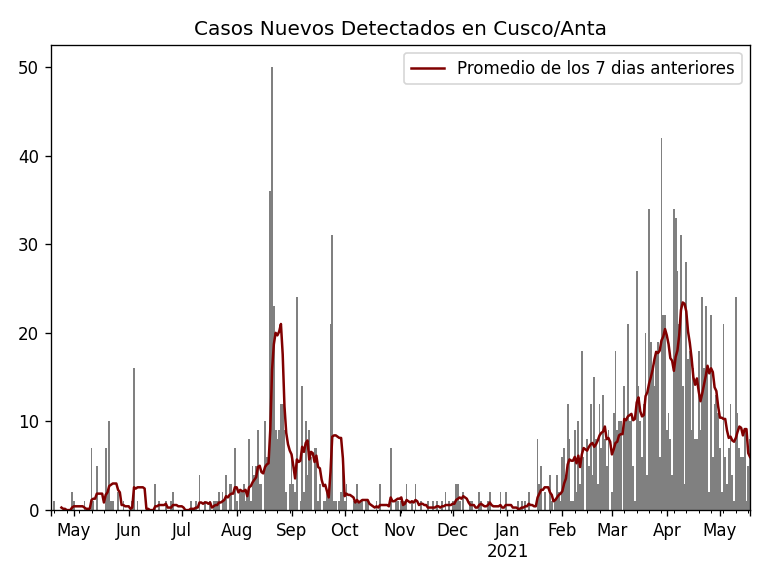 Casos Nuevos Detectados en Cusco/Anta
Promedio de los 7 dias anteriores
50
40
30
20
10
0
May Jun Jul Aug Sep Oct Nov Dec Jan Feb Mar Apr May
2021